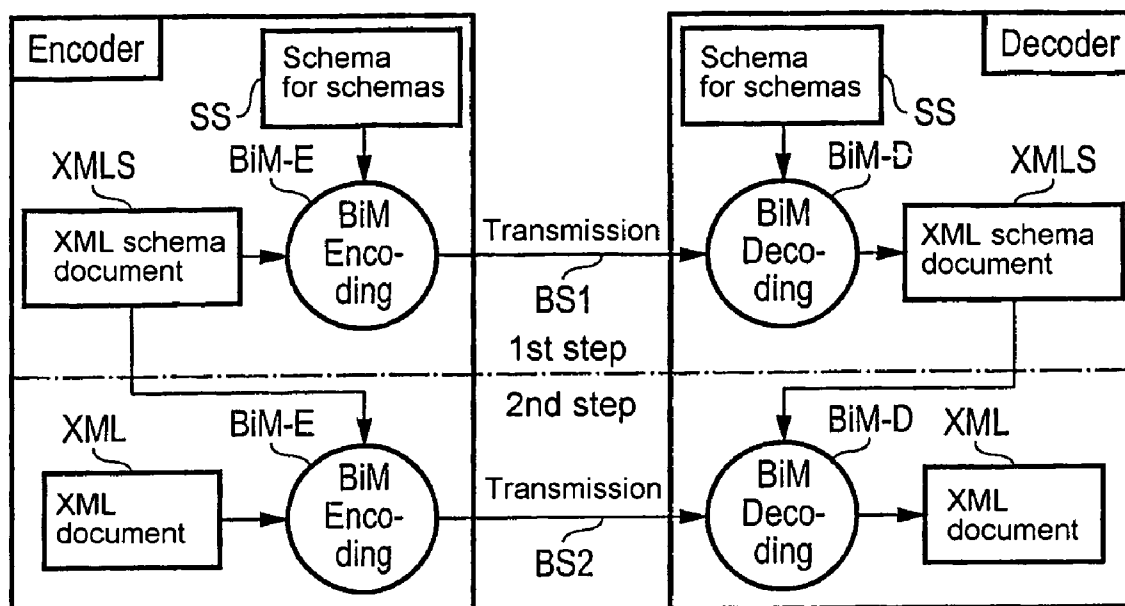 Encoder
Schema
for schemas
SS
BiM-E
XMLS
XML schema
document
BiM
Enco-
ding
Transmission
BS1
1st step
Decoder
Schema
for schemas
SS
BiM-D
XMLS
BiM
Deco-
ding
XML schema
document
2nd step
XML
BiM-E
XML
document
BiM
Enco-
ding
Transmission
BS2
BiM-D
XML
BiM
Deco-
ding
XML
document